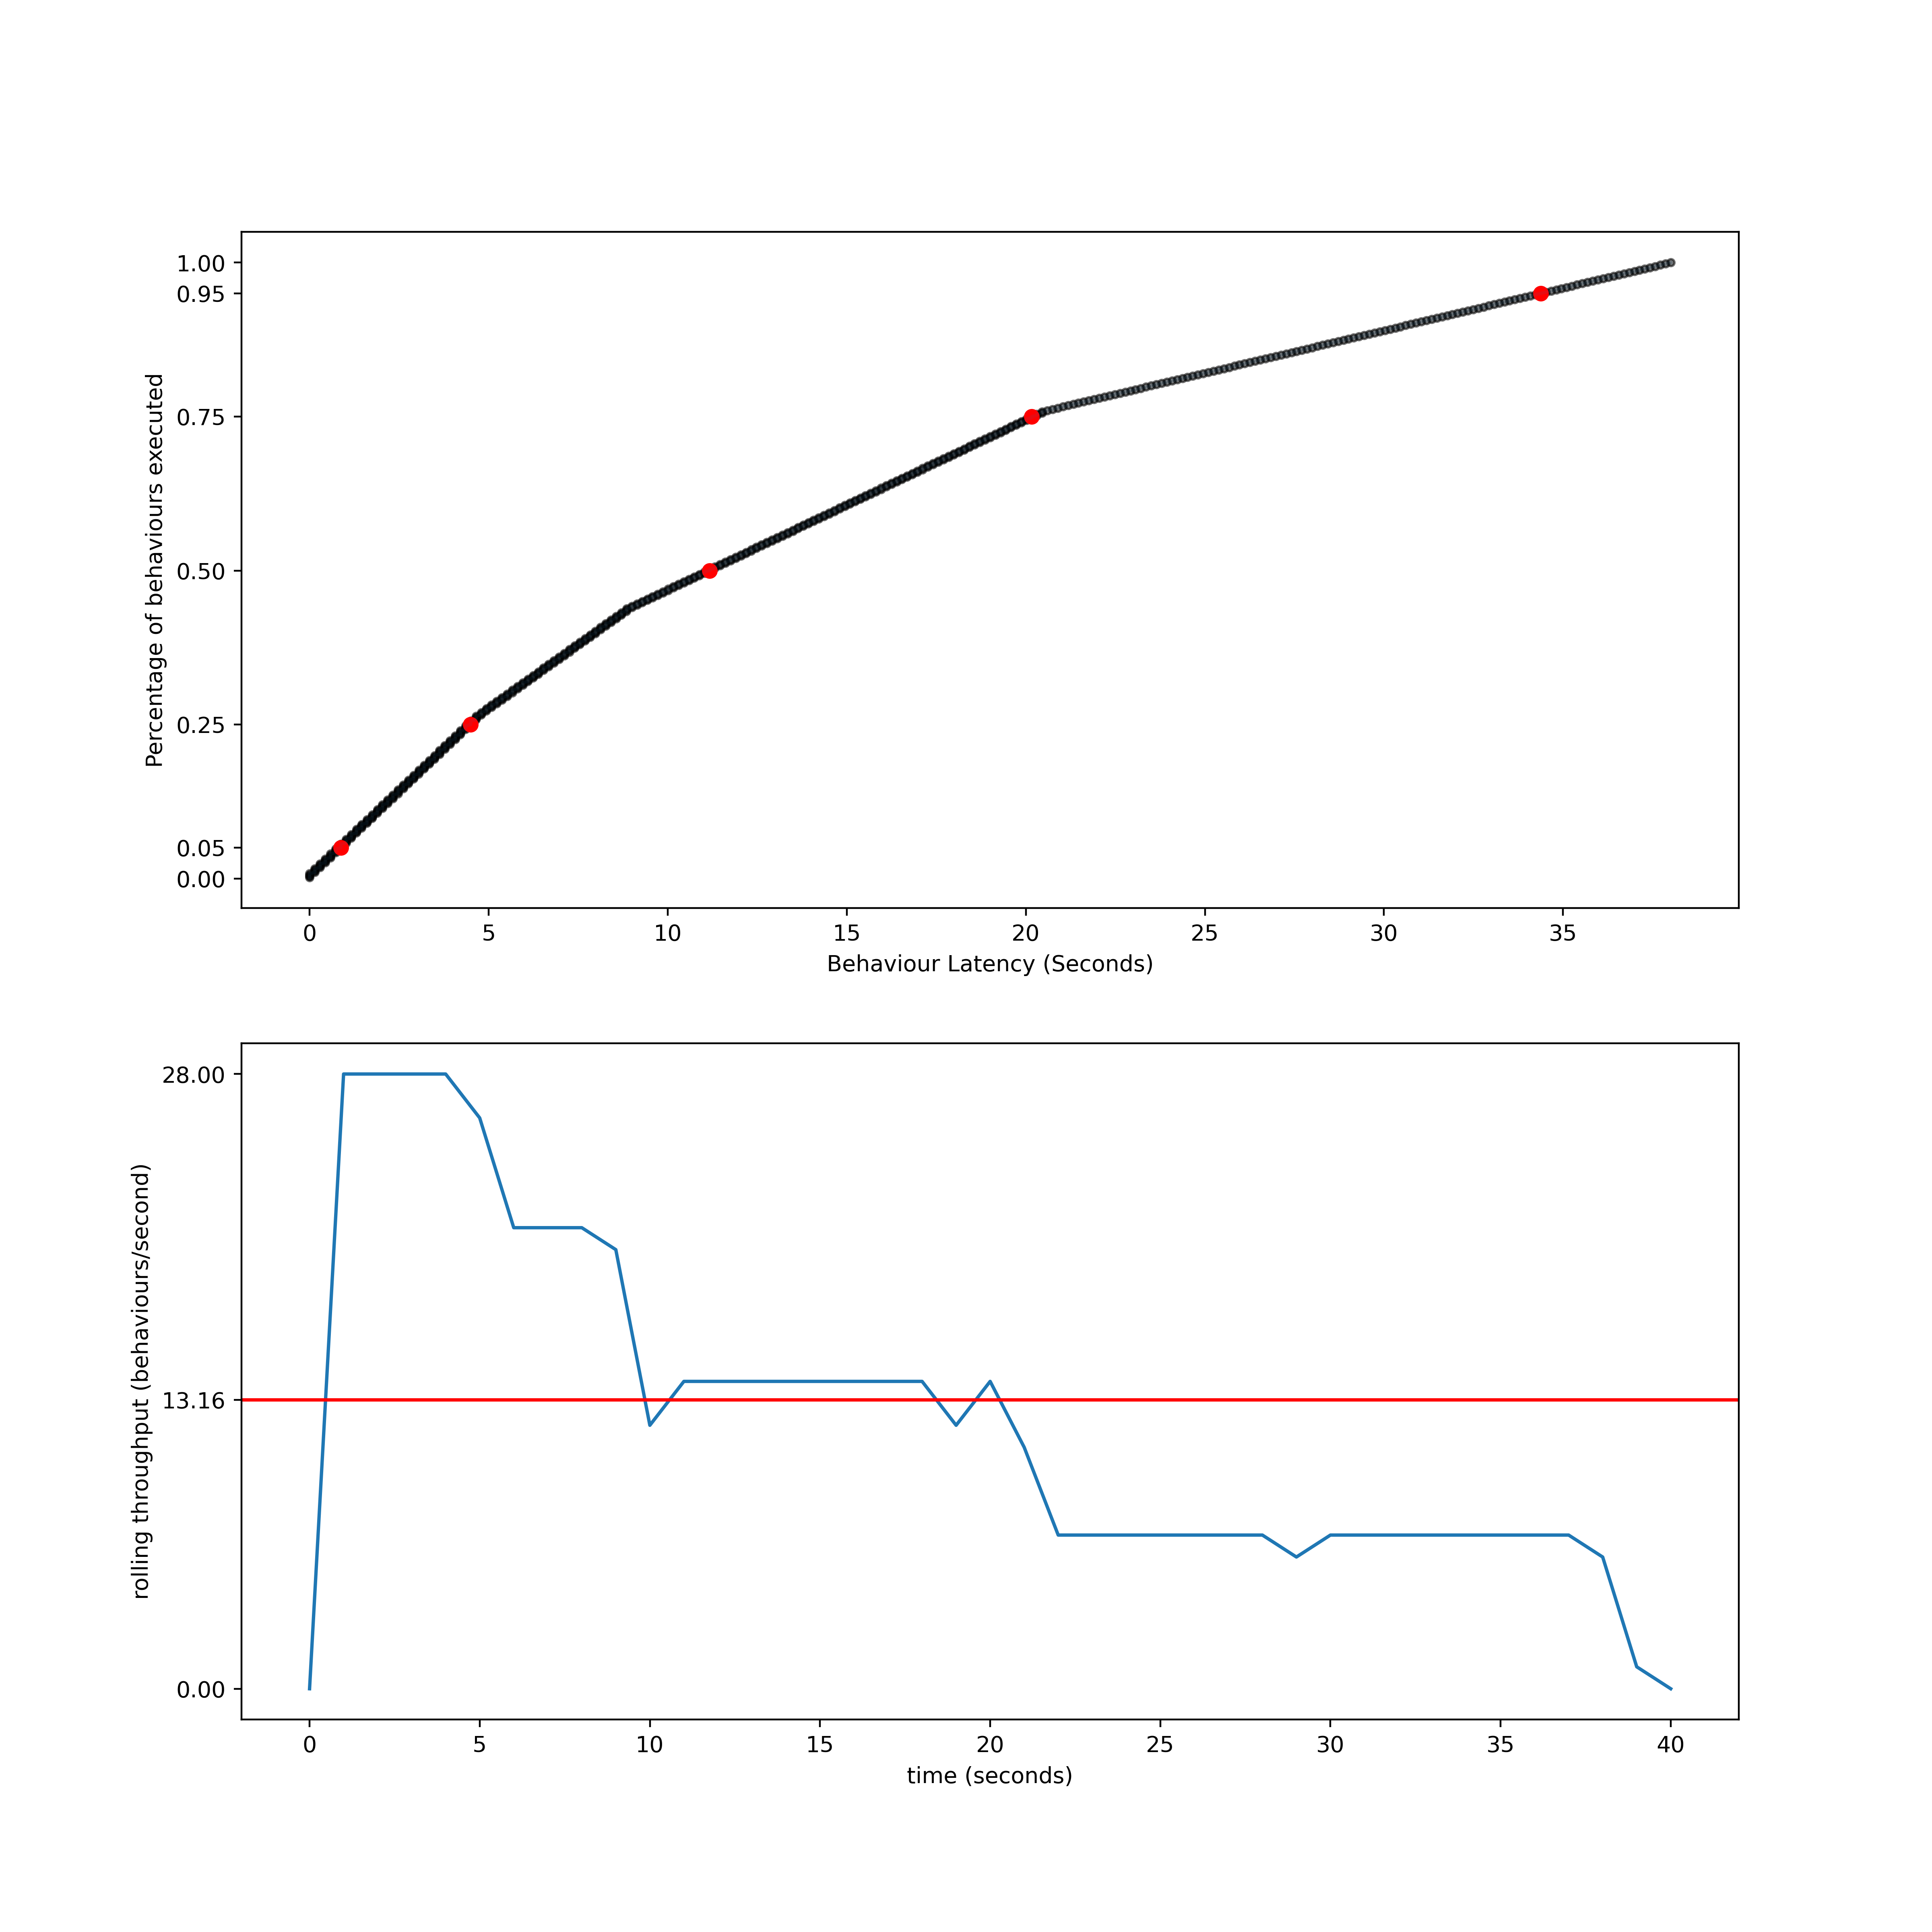 1.00
0.95
0.75
0.50
0.25
0.05
0.00
Percentage of behaviours executed
0 5 10 15 20 25 30 35
Behaviour Latency (Seconds)
28.00
13.16
0.00
rolling throughput (behaviours/second)
0 5 10 15 20 25 30 35 40
time (seconds)